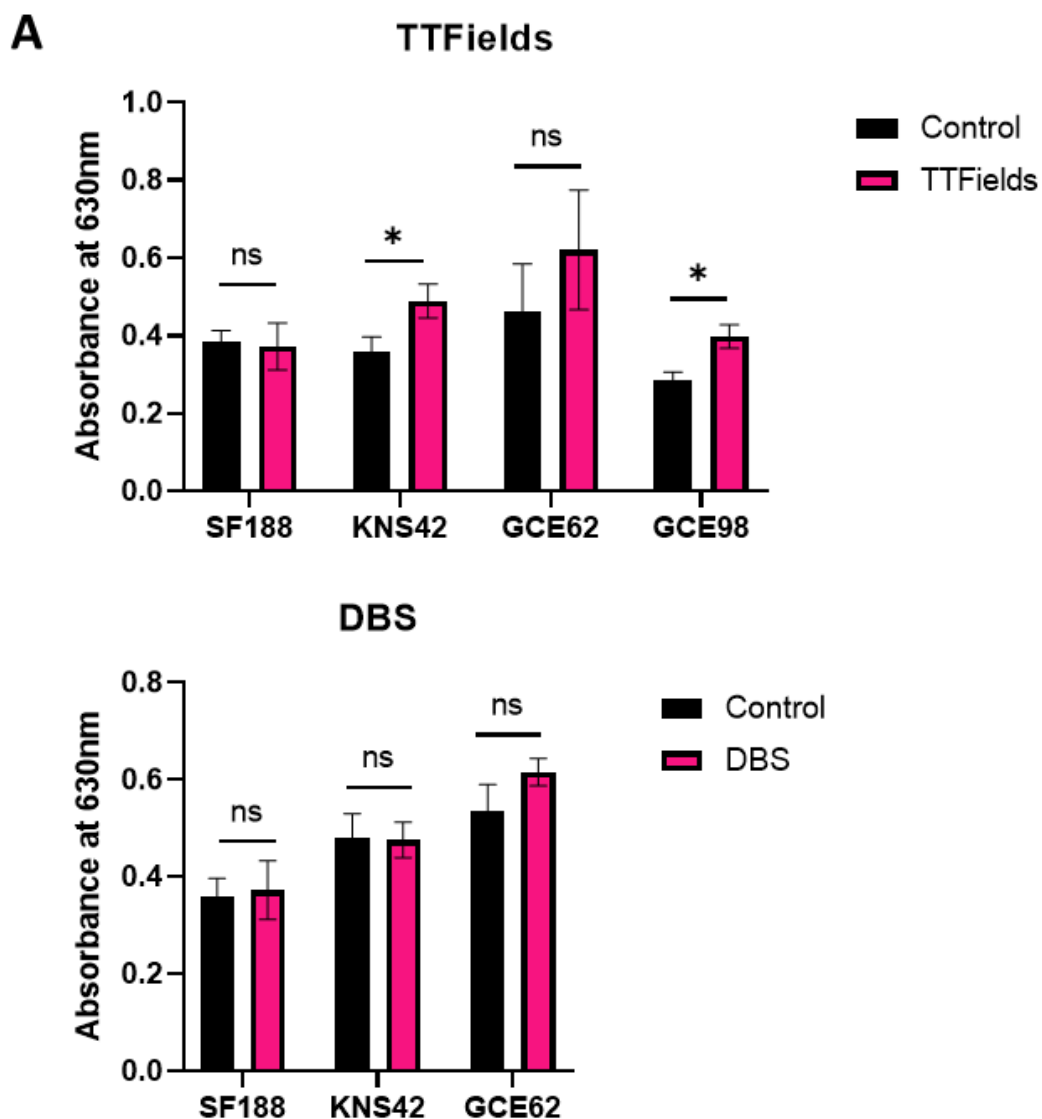 A
TTFields
Absorbance at 630nm
1.0
0.8
0.6
0.4
0.2
0.0
ns
*
ns
*
Control
TTFields
SF188 KNS42 GCE62 GCE98
DBS
Absorbance at 630nm
0.8
0.6
0.4
0.2
0.0
ns
ns
ns
Control
DBS
SF188 KNS42 GCE62